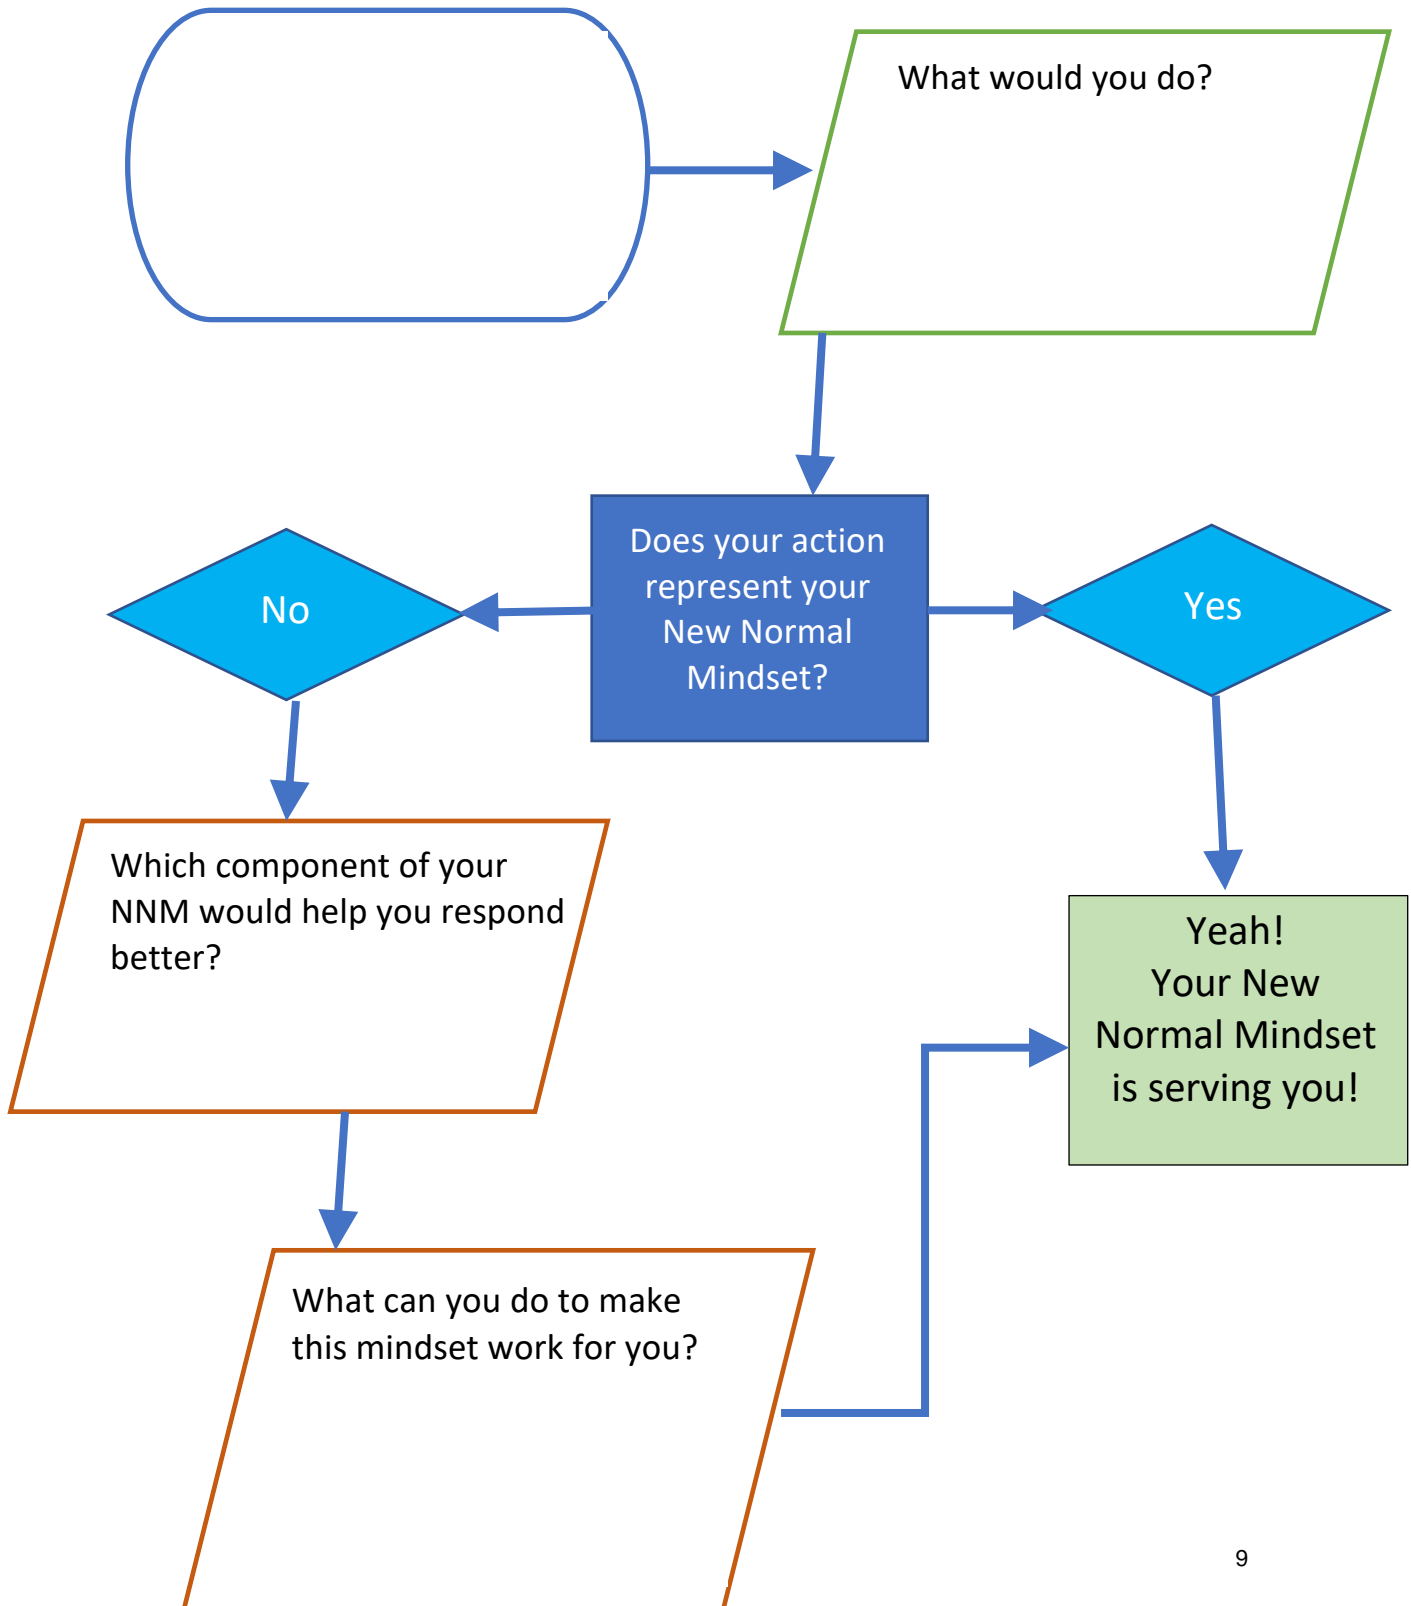 What would you do?
Does your action
represent your
New Normal
Mindset?
No
Yes
Which component of your
NNM would help you respond
better?
Yeah!
Your New
Normal Mindset
is serving you!
What can you do to make
this mindset work for you?
9